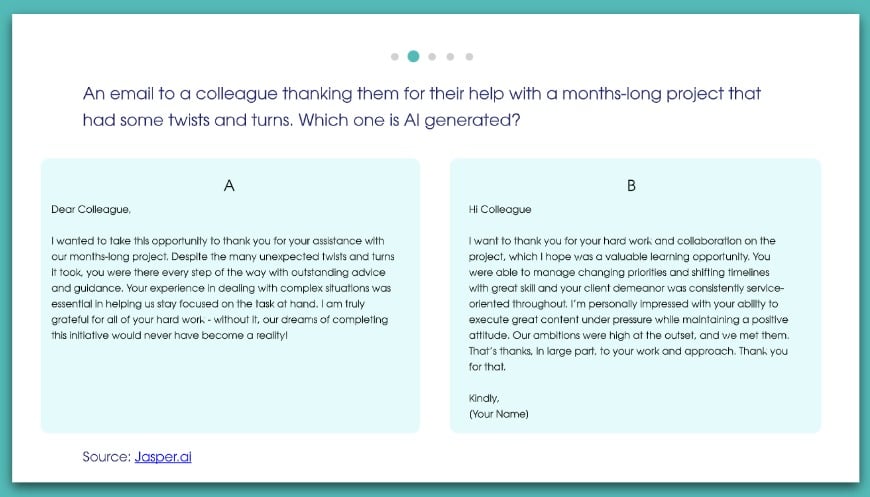 An email to a colleague thanking them for their help with a months-long project that
had some twists and turns. Which one is AI generated?
A
Dear Colleague,
I wanted to take this opportunity to thank you for your assistance with
our months-long project. Despite the many unexpected twists and turns
it took, you were there every step of the way with outstanding advice
and guidance. Your experience in dealing with complex situations was
essential in helping us stay focused on the task at hand. I am truly
grateful for all of your hard work - without it, our dreams of completing
this initiative would never have become a reality!
B
Hi Colleague
I want to thank you for your hard work and collaboration on the
project, which I hope was a valuable learning opportunity. You
were able to manage changing priorities and shifting timelines
with great skill and your client demeanor was consistently service-
oriented throughout. I'm personally impressed with your ability to
execute great content under pressure while maintaining a positive
attitude. Our ambitions were high at the outset, and we met them.
That's thanks, in large part, to your work and approach. Thank you
for that.
Kindly,
(Your Name)
Source: Jasper.ai